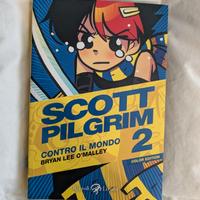 SCOTT
PILGRIM
CONTRO IL MONDO
BRYAN LEE O'MALLEY
2
COLOR EDITION